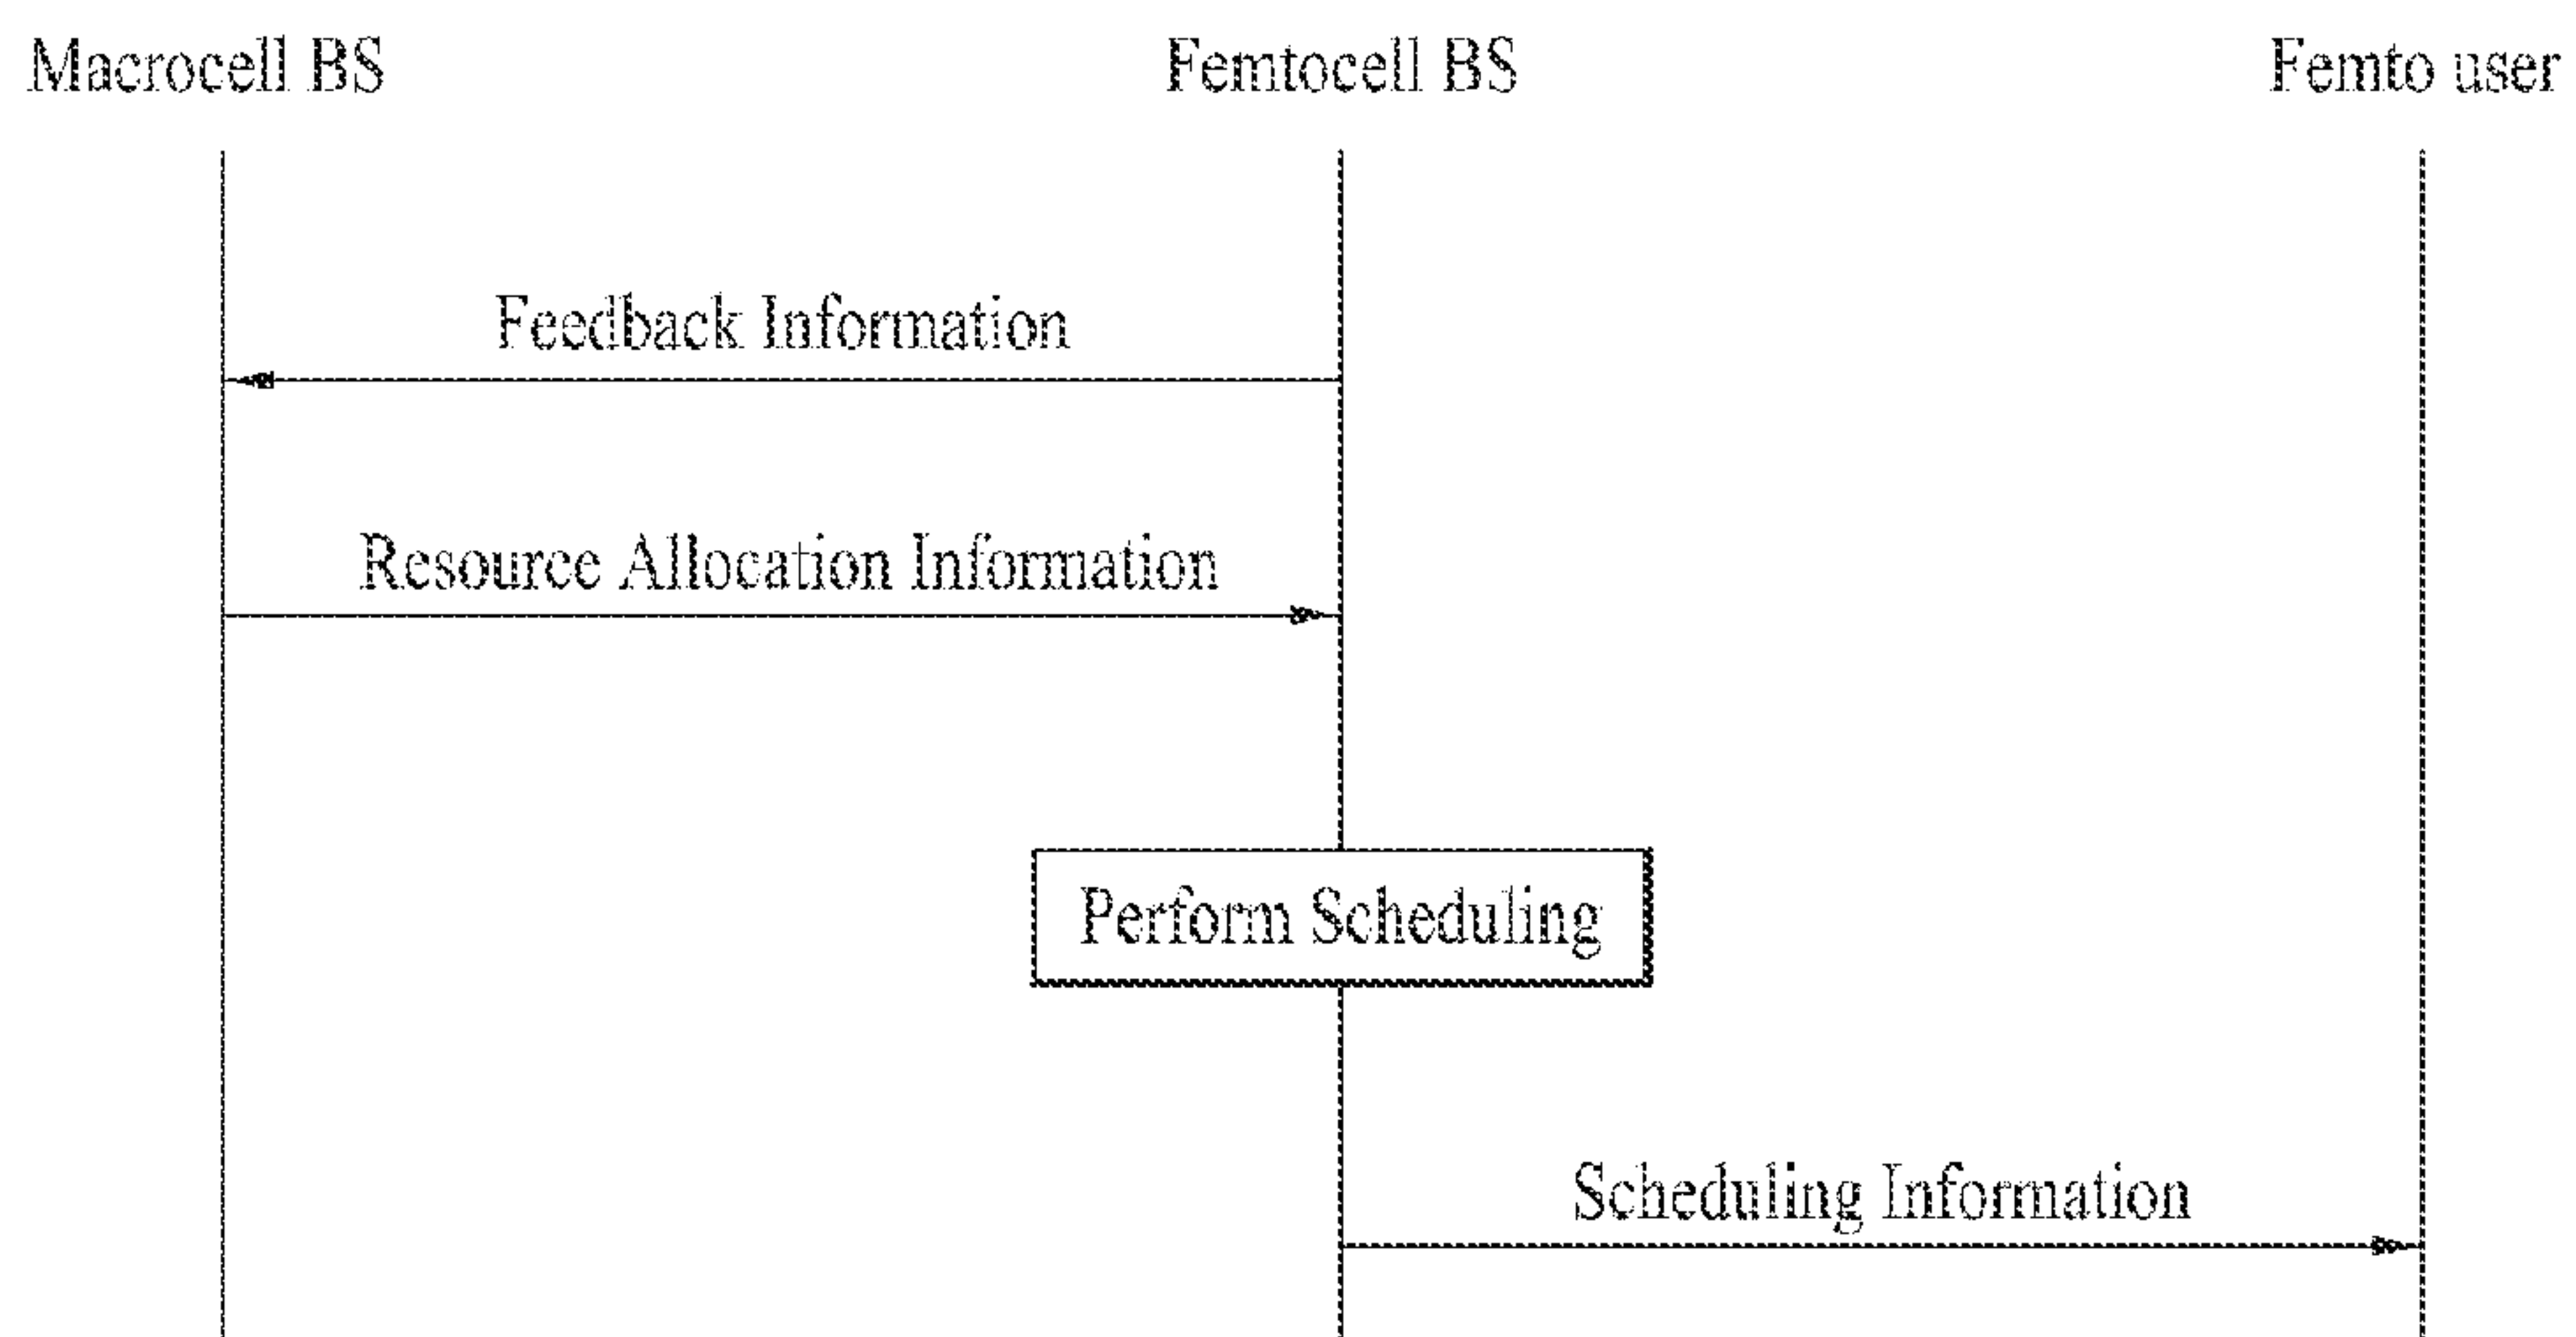 Macrocell BS Femtocell BS Femto user
Feedback Information
Resource Allocation Information
Perform Scheduling
Scheduling Information